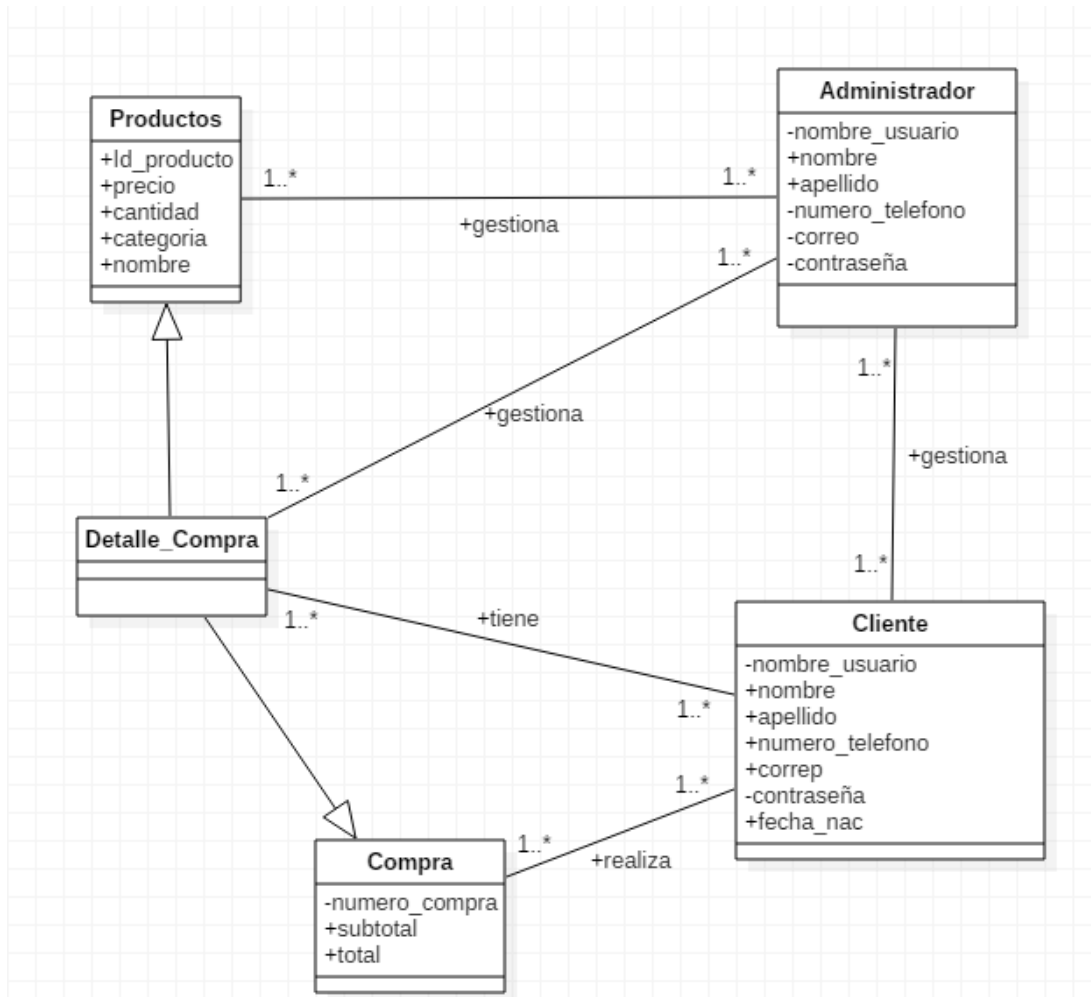 Productos
+Id_producto
+precio
+cantidad
+categoria
+nombre
Administrador
-nombre_usuario
+nombre
+apellido
-numero_telefono
-correo
-contraseña
1..*
1..*
+gestiona
1..*
+gestiona
1..*
1..*
+gestiona
1..*
Detalle_Compra
1..*
+tiene
1..*
Cliente
-nombre_usuario
+nombre
+apellido
+numero_telefono
+correp
-contraseña
+fecha_nac
1..*
1..*
+realiza
Compra
-numero_compra
+subtotal
+total